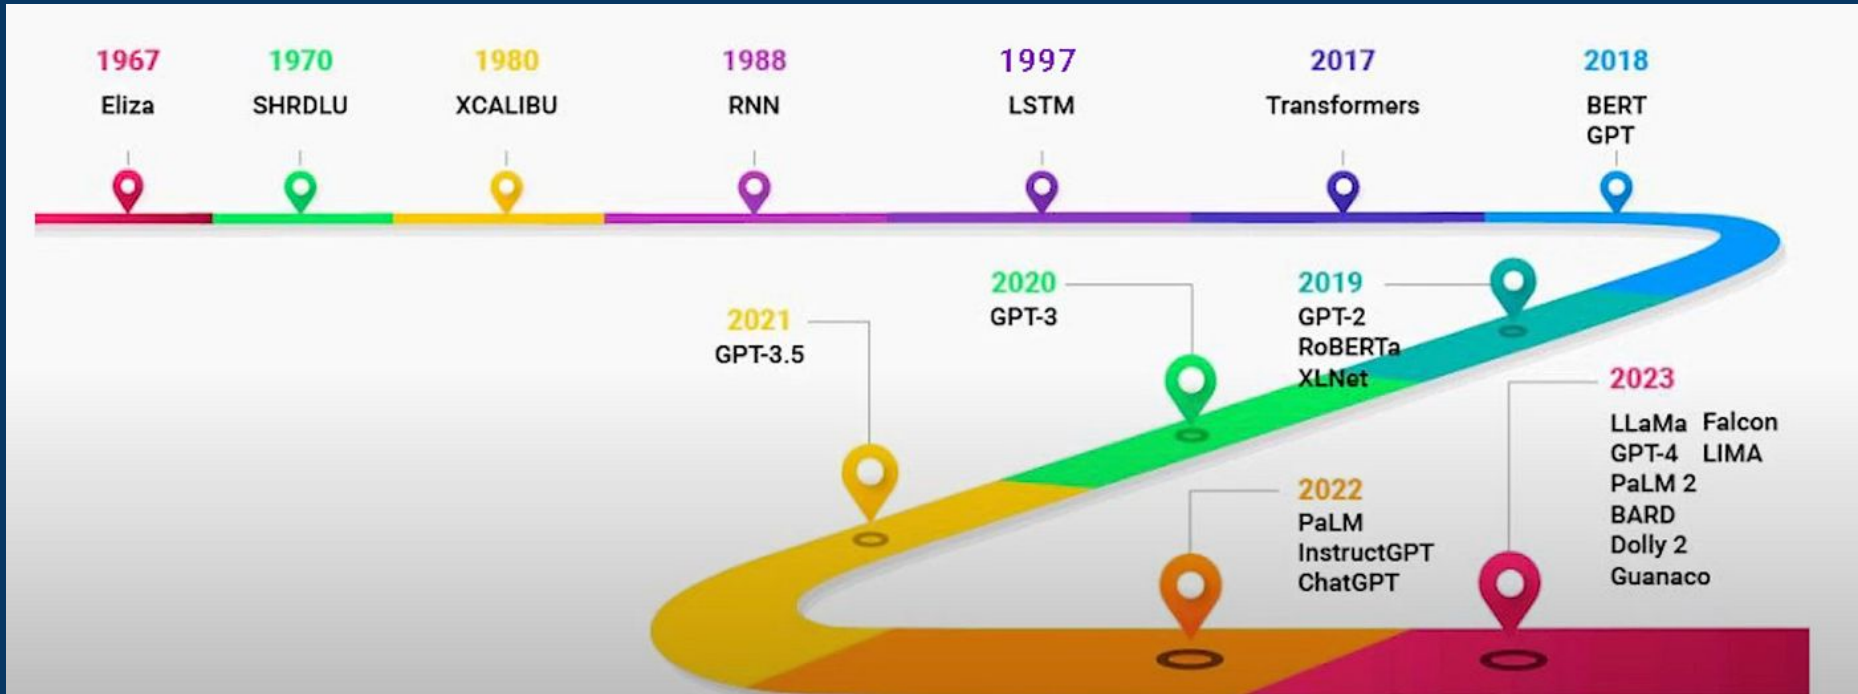 1967
Eliza
1970
SHRDLU
1980
XCALIBU
1988
RNN
1997
LSTM
2017
Transformers
2018
BERT
GPT
2019
GPT-2
RoBERTa
XLNet
2020
GPT-3
2021
GPT-3.5
2022
PaLM
InstructGPT
ChatGPT
2023
LLaMa Falcon
GPT-4 LIMA
PaLM 2
BARD
Dolly 2
Guanaco